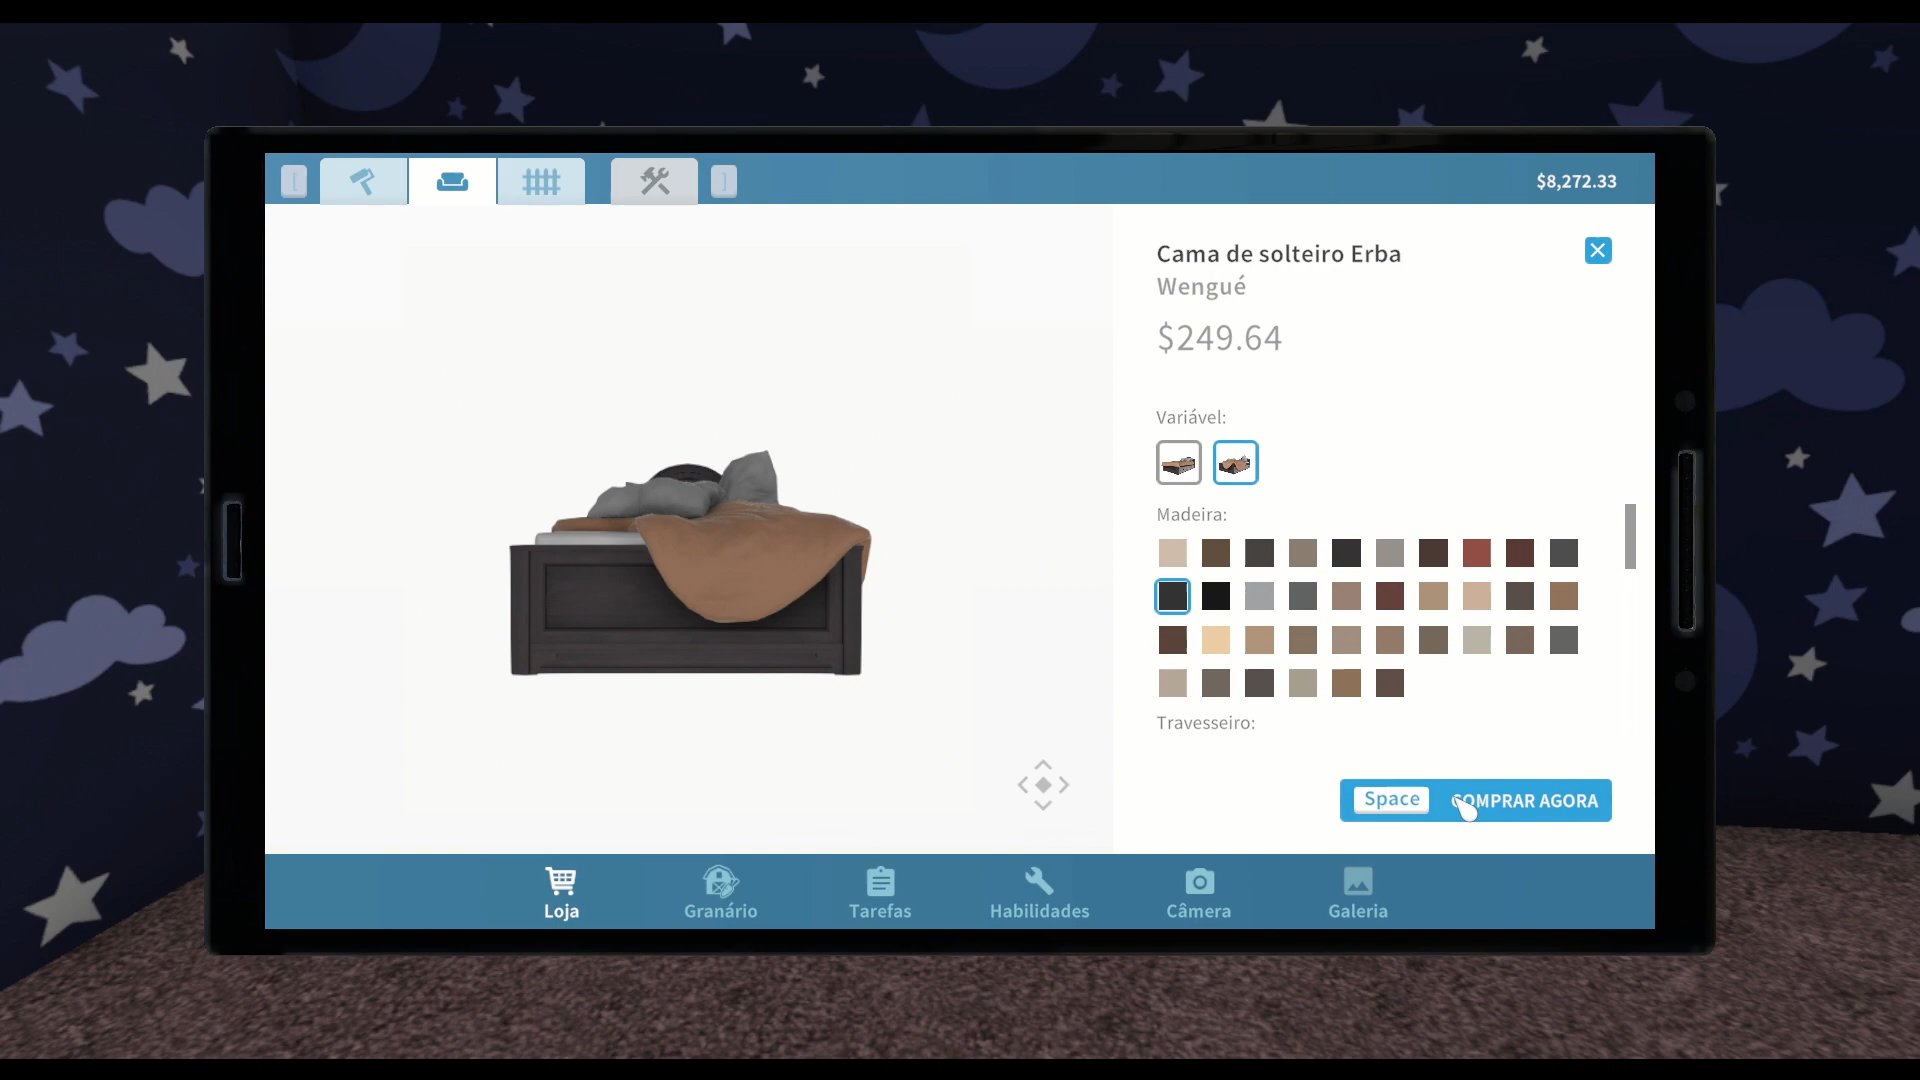 [
]
$8,272.33
Cama de solteiro Erba
Wengué
$249.64
Variável:
Madeira:
Travesseiro:
Space COMPRAR AGORA
Loja
Granário
Tarefas
Habilidades
Câmera
Galeria